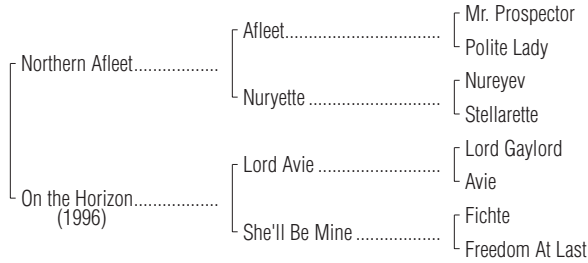 Mr. Prospector
Afleet
Polite Lady
Northern Afleet
Nureyev
Nuryette
Stellarette
Lord Gaylord
Lord Avie
Avie
On the Horizon
(1996)
Fichte
She'll Be Mine
Freedom At Last